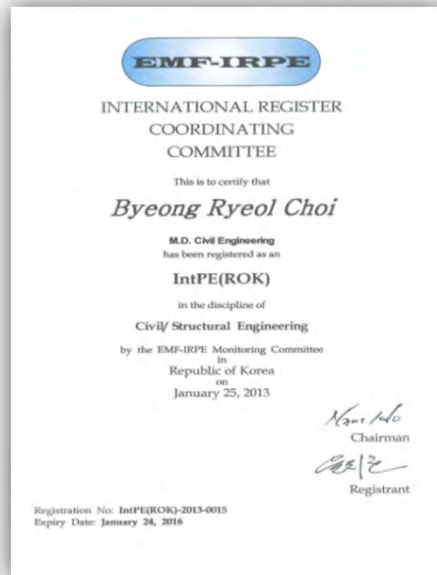 EMF-IRPE
INTERNATIONAL REGISTER
COORDINATING
COMMITTEE
This is to certify that
Byeong Ryeol Choi
M.D. Civil Engineering
has been registered as an
IntPE(ROK)
in the discipline of
Civil/ Structural Engineering
by the EMF-IRPE Monitoring Committee
in
Republic of Korea
on
January 25, 2013
Chairman
Registrant
Registration No: IntPE(ROK)-2013-0015
Expiry Date: January 24, 2016